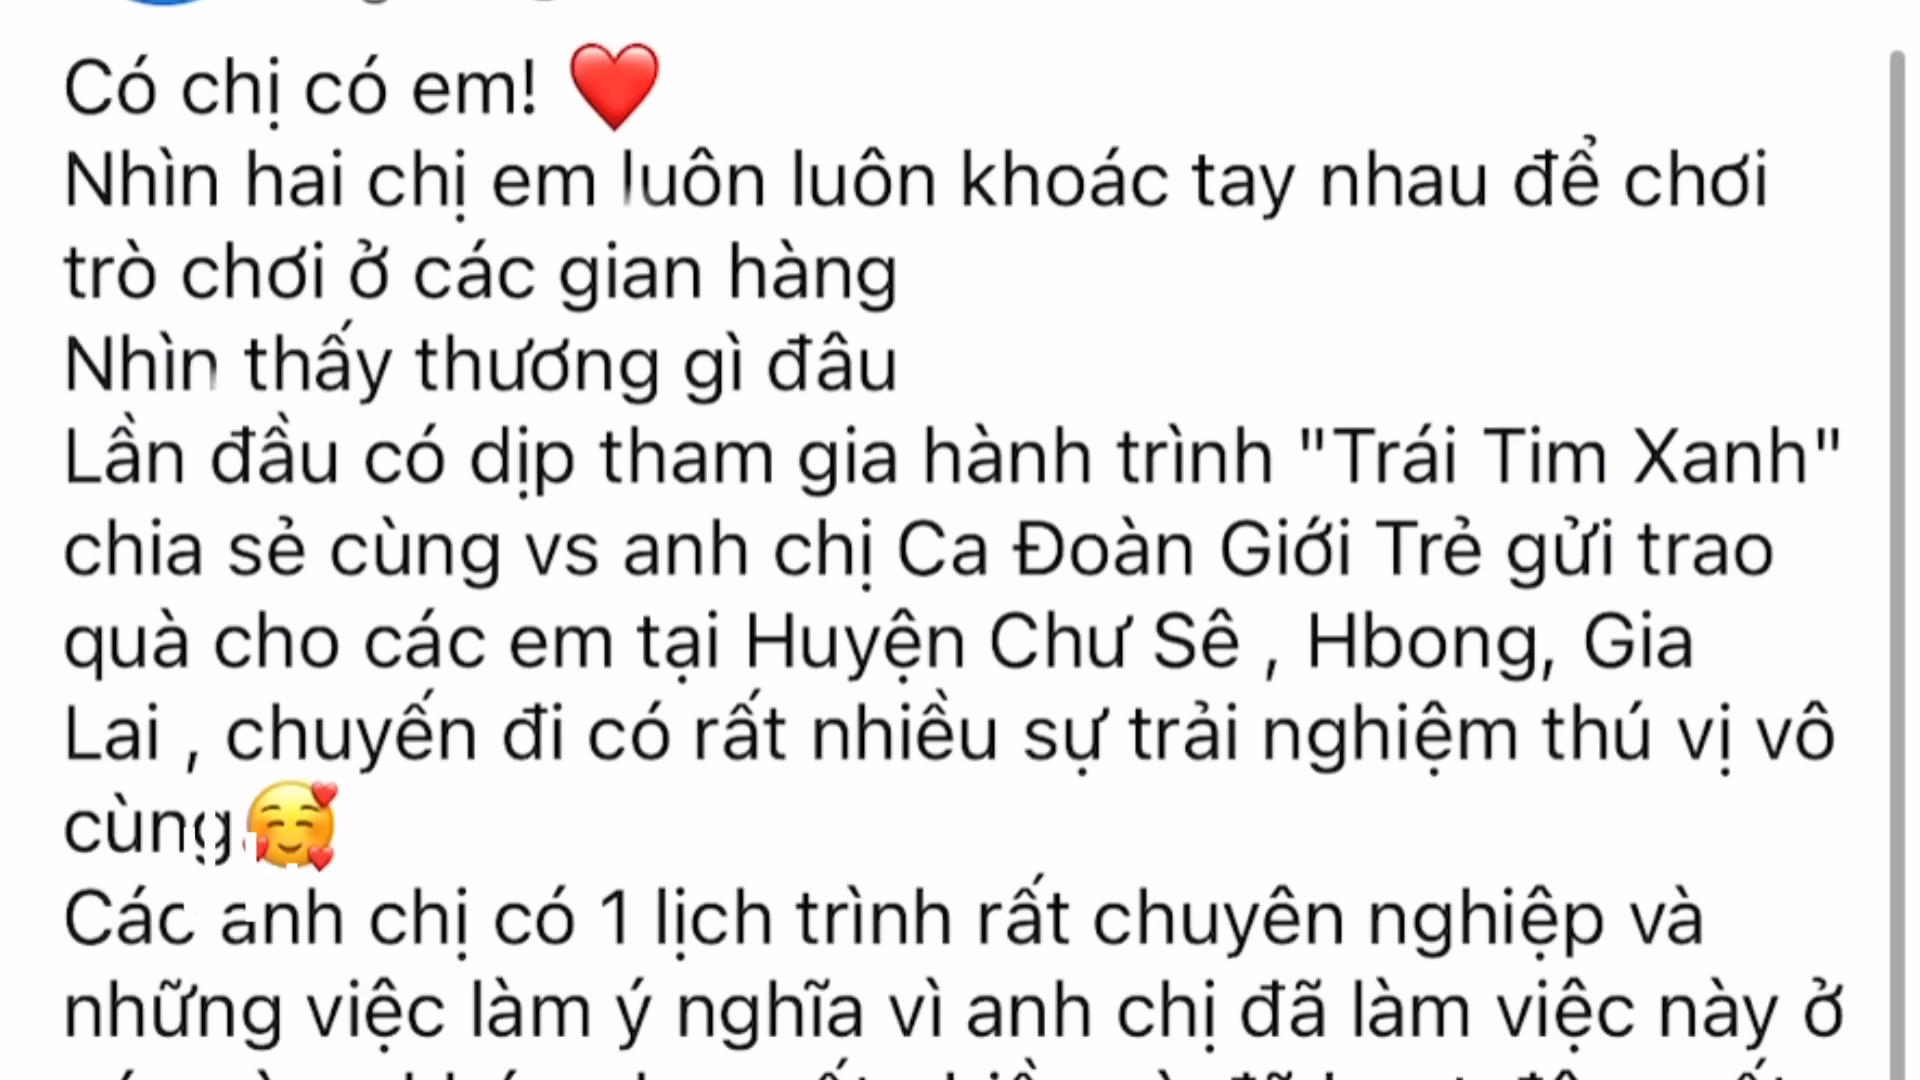 Có chị có em! ❤️
Nhìn hai chị em luôn luôn khoác tay nhau để chơi
trò chơi ở các gian hàng
Nhìn thấy thương gì đâu
Lần đầu có dịp tham gia hành trình "Trái Tim Xanh"
chia sẻ cùng vs anh chị Ca Đoàn Giới Trẻ gửi trao
quà cho các em tại Huyện Chư Sê , Hbong, Gia
Lai , chuyến đi có rất nhiều sự trải nghiệm thú vị vô
cùng🥰
Các anh chị có 1 lịch trình rất chuyên nghiệp và
những việc làm ý nghĩa vì anh chị đã làm việc này ở